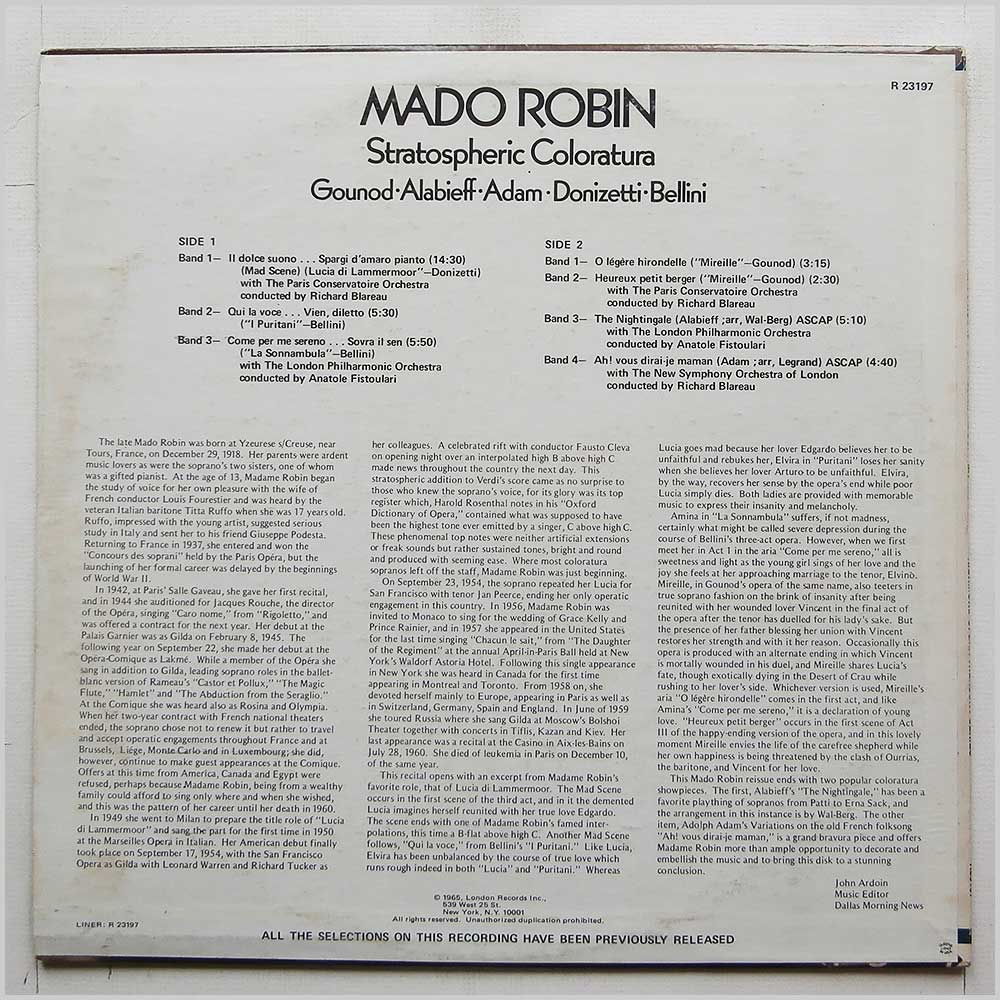 R 23197
MADO ROBIN
Stratospheric Coloratura
Gounod·Alabieff·Adam·Donizetti·Bellini
SIDE 1
Band 1— Il dolce suono . . . Spargi d'amaro pianto (14:30)
(Mad Scene) (Lucia di Lammermoor"—Donizetti)
with The Paris Conservatoire Orchestra
conducted by Richard Blareau
Band 2— Qui la voce . . . Vien, diletto (5:30)
("I Puritani"—Bellini)
Band 3— Come per me sereno . . . Sovra il sen (5:50)
("La Sonnambula"—Bellini)
with The London Philharmonic Orchestra
conducted by Anatole Fistoulari
SIDE 2
Band 1— O légère hirondelle ("Mireille"—Gounod) (3:15)
Band 2— Heureux petit berger ("Mireille"—Gounod) (2:30)
with The Paris Conservatoire Orchestra
conducted by Richard Blareau
Band 3— The Nightingale (Alabieff ;arr, Wal-Berg) ASCAP (5:10)
with The London Philharmonic Orchestra
conducted by Anatole Fistoulari
Band 4— Ah! vous dirai-je maman (Adam ;arr, Legrand) ASCAP (4:40)
with The New Symphony Orchestra of London
conducted by Richard Blareau
The late Mado Robin was born at Yzeurese s/Creuse, near
Tours, France, on December 29, 1918. Her parents were ardent
music lovers as were the soprano's two sisters, one of whom
was a gifted pianist. At the age of 13, Madame Robin began
the study of voice for her own pleasure with the wife of
French conductor Louis Fourestier and was heard by the
veteran Italian baritone Titta Ruffo when she was 17 years old.
Ruffo, impressed with the young artist, suggested serious
study in Italy and sent her to his friend Giuseppe Podesta.
Returning to France in 1937, she entered and won the
"Concours des soprani" held by the Paris Opéra, but the
launching of her formal career was delayed by the beginnings
of World War II.
In 1942, at Paris' Salle Gaveau, she gave her first recital,
and in 1944 she auditioned for Jacques Rouche, the director
of the Opéra, singing "Caro nome," from "Rigoletto," and
was offered a contract for the next year. Her debut at the
Palais Garnier was as Gilda on February 8, 1945. The
following year on September 22, she made her debut at the
Opéra-Comique as Lakmé. While a member of the Opéra she
sang in addition to Gilda, leading soprano roles in the ballet-
blanc version of Rameau's "Castor et Pollux," "The Magic
Flute," "Hamlet" and "The Abduction from the Seraglio."
At the Comique she was heard also as Rosina and Olympia.
When her two-year contract with French national theaters
ended, the soprano chose not to renew it but rather to travel
and accept operatic engagements throughout France and at
Brussels, Liége, Monte Carlo and in Luxembourg; she did,
however, continue to make guest appearances at the Comique.
Offers at this time from America, Canada and Egypt were
refused, perhaps because Madame Robin, being from a wealthy
family could afford to sing only where and when she wished,
and this was the pattern of her career until her death in 1960.
In 1949 she went to Milan to prepare the title role of "Lucia
di Lammermoor" and sang the part for the first time in 1950
at the Marseilles Opera in Italian. Her American debut finally
took place on September 17, 1954, with the San Francisco
Opera as Gilda with Leonard Warren and Richard Tucker as
her colleagues. A celebrated rift with conductor Fausto Cleva
on opening night over an interpolated high B above high C
made news throughout the country the next day. This
stratospheric addition to Verdi's score came as no surprise to
those who knew the soprano's voice, for its glory was its top
register which, Harold Rosenthal notes in his "Oxford
Dictionary of Opera," contained what was supposed to have
been the highest tone ever emitted by a singer, C above high C.
These phenomenal top notes were neither artificial extensions
or freak sounds but rather sustained tones, bright and round
and produced with seeming ease. Where most coloratura
sopranos left off the staff, Madame Robin was just beginning.
On September 23, 1954, the soprano repeated her Lucia for
San Francisco with tenor Jan Peerce, ending her only operatic
engagement in this country. In 1956, Madame Robin was
invited to Monaco to sing for the wedding of Grace Kelly and
Prince Rainier, and in 1957 she appeared in the United States
for the last time singing "Chacun le sait," from "The Daughter
of the Regiment" at the annual April-in-Paris Ball held at New
York's Waldorf Astoria Hotel. Following this single appearance
in New York she was heard in Canada for the first time
appearing in Montreal and Toronto. From 1958 on, she
devoted herself mainly to Europe, appearing in Paris as well as
in Switzerland, Germany, Spain and England. In June of 1959
she toured Russia where she sang Gilda at Moscow's Bolshoi
Theater together with concerts in Tiflis, Kazan and Kiev. Her
last appearance was a recital at the Casino in Aix-les-Bains on
July 28, 1960. She died of leukemia in Paris on December 10,
of the same year.
This recital opens with an excerpt from Madame Robin's
favorite role, that of Lucia di Lammermoor. The Mad Scene
occurs in the first scene of the third act, and in it the demented
Lucia imagines herself reunited with her true love Edgardo.
The scene ends with one of Madame Robin's famed inter-
polations, this time a B-flat above high C. Another Mad Scene
follows, "Qui la voce," from Bellini's "I Puritani." Like Lucia,
Elvira has been unbalanced by the course of true love which
runs rough indeed in both "Lucia" and "Puritani." Whereas
Lucia goes mad because her lover Edgardo believes her to be
unfaithful and rebukes her, Elvira in "Puritani" loses her sanity
when she believes her lover Arturo to be unfaithful. Elvira,
by the way, recovers her sense by the opera's end while poor
Lucia simply dies. Both ladies are provided with memorable
music to express their insanity and melancholy.
Amina in "La Sonnambula" suffers, if not madness,
certainly what might be called severe depression during the
course of Bellini's three-act opera. However, when we first
meet her in Act 1 in the aria "Come per me sereno," all is
sweetness and light as the young girl sings of her love and the
joy she feels at her approaching marriage to the tenor, Elvino.
Mireille, in Gounod's opera of the same name, also teeters in
true soprano fashion on the brink of insanity after being
reunited with her wounded lover Vincent in the final act of
the opera after the tenor has duelled for his lady's sake. But
the presence of her father blessing her union with Vincent
restores her strength and with it her reason. Occasionally this
opera is produced with an alternate ending in which Vincent
is mortally wounded in his duel, and Mireille shares Lucia's
fate, though exotically dying in the Desert of Crau while
rushing to her lover's side. Whichever version is used, Mireille's
aria "O légère hirondelle" comes in the first act, and like
Amina's "Come per me sereno," it is a declaration of young
love. "Heureux petit berger" occurs in the first scene of Act
III of the happy-ending version of the opera, and in this lovely
moment Mireille envies the life of the carefree shepherd while
her own happiness is being threatened by the clash of Ourrias,
the baritone, and Vincent for her love.
This Mado Robin reissue ends with two popular coloratura
showpieces. The first, Alabieff's "The Nightingale," has been a
favorite plaything of sopranos from Patti to Erna Sack, and
the arrangement in this instance is by Wal-Berg. The other
item, Adolph Adam's Variations on the old French folksong
"Ah! vous dirai-je maman," is a grand bravura piece and offers
Madame Robin more than ample opportunity to decorate and
embellish the music and to bring this disk to a stunning
conclusion.
John Ardoin
Music Editor
Dallas Morning News
© 1965, London Records Inc.,
539 West 25 St.
New York, N.Y. 10001
All rights reserved. Unauthorized duplication prohibited.
LINER: R 23197
ALL THE SELECTIONS ON THIS RECORDING HAVE BEEN PREVIOUSLY RELEASED